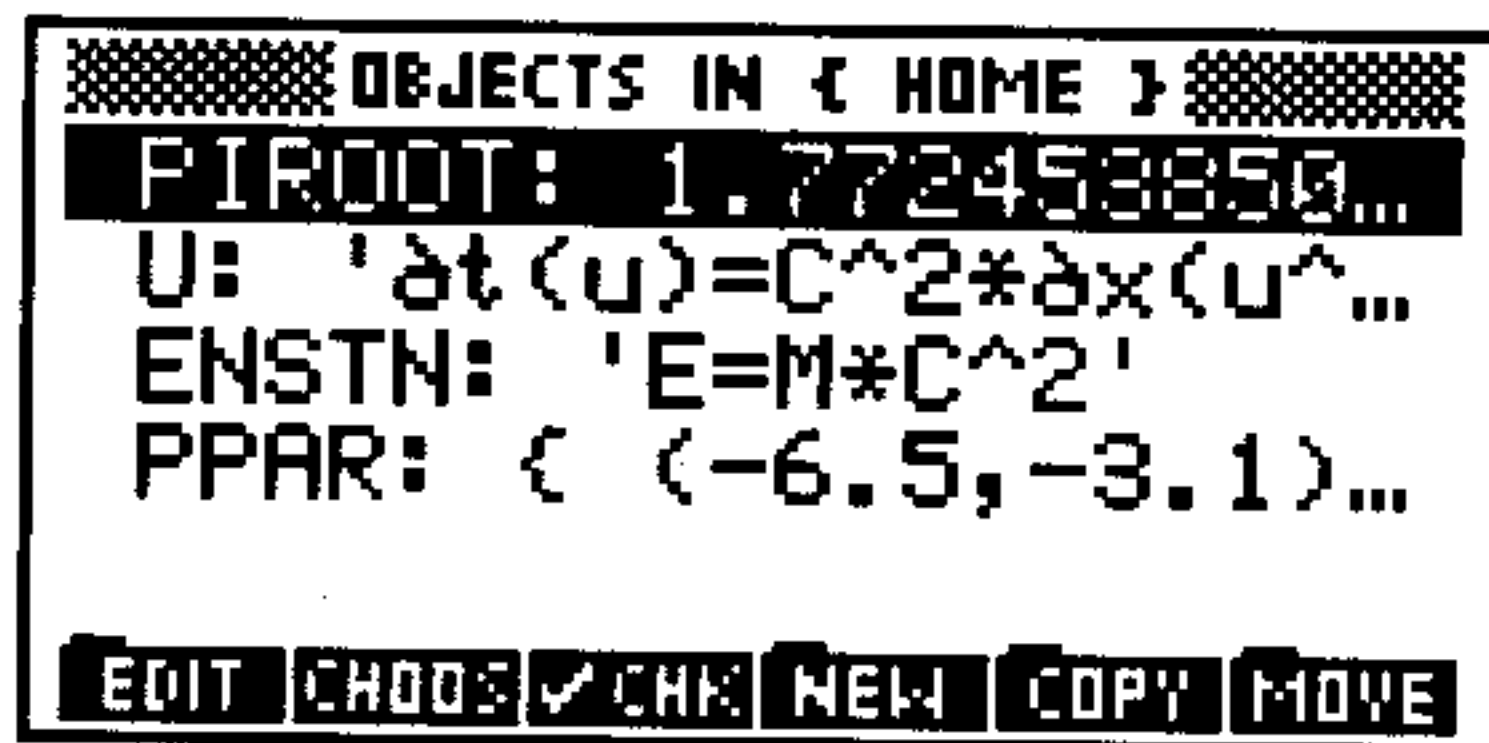 OBJECTS IN { HOME }
PIROOT: 1.772453850…
U: '∂t(u)=C^2*∂x(u^…
ENSTN: 'E=M*C^2'
PPAR: { (-6.5,-3.1)…
EDIT CHOOS ✓CHK NEW COPY MOVE